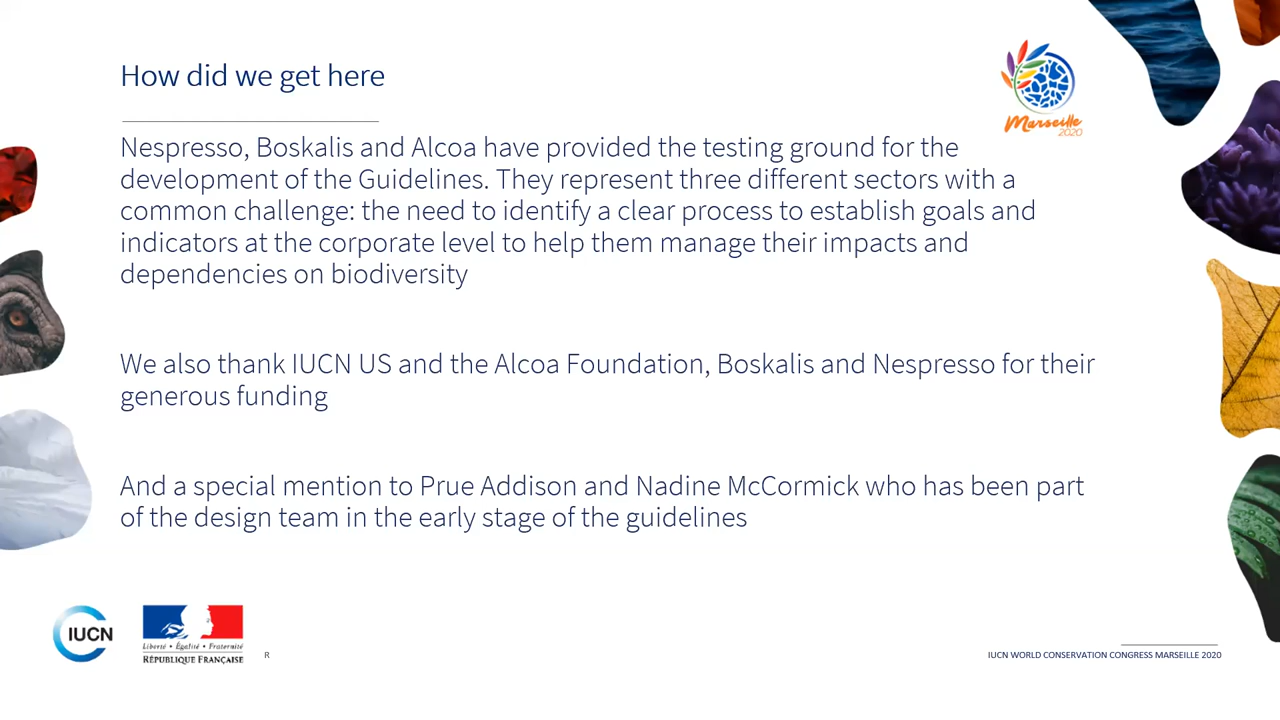 How did we get here
Marseille
2020
Nespresso, Boskalis and Alcoa have provided the testing ground for the
development of the Guidelines. They represent three different sectors with a
common challenge: the need to identify a clear process to establish goals and
indicators at the corporate level to help them manage their impacts and
dependencies on biodiversity
We also thank IUCN US and the Alcoa Foundation, Boskalis and Nespresso for their
generous funding
And a special mention to Prue Addison and Nadine McCormick who has been part
of the design team in the early stage of the guidelines
IUCN
Liberté • Égalité • Fraternité
RÉPUBLIQUE FRANÇAISE
R
IUCN WORLD CONSERVATION CONGRESS MARSEILLE 2020